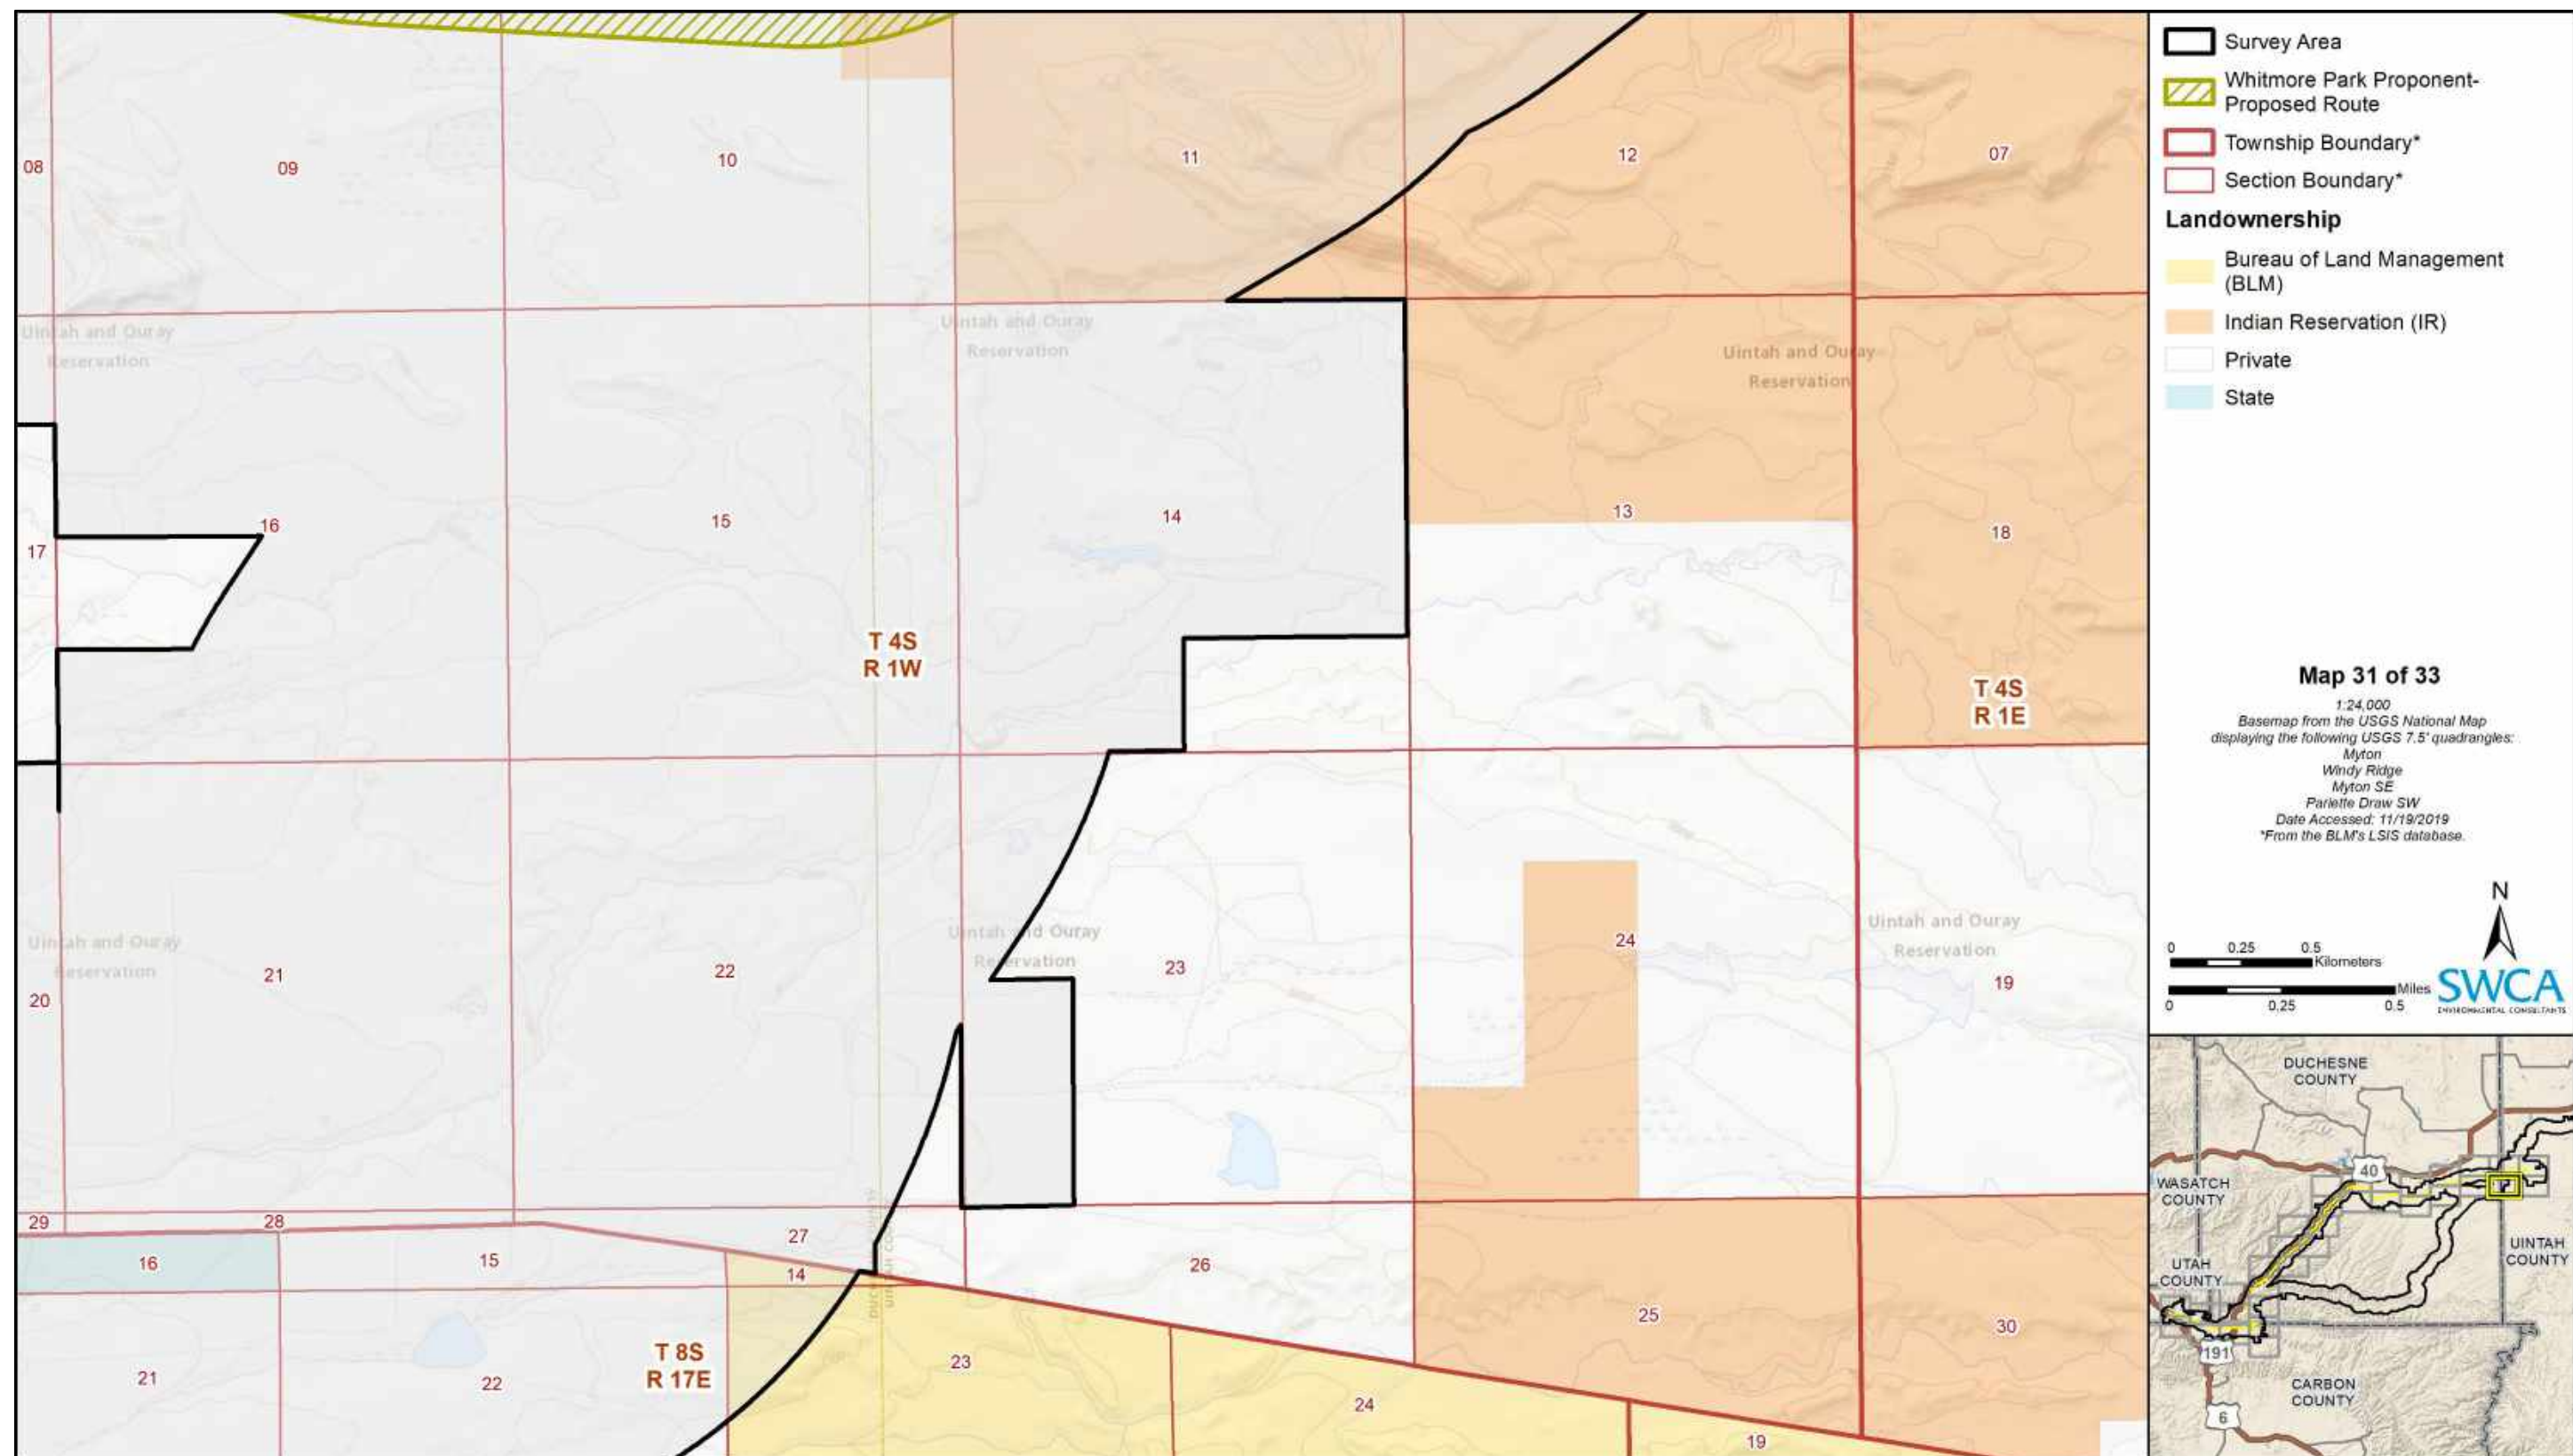 08
09
10
11
12
07
Uintah and Ouray
Reservation
Uintah and Ouray
Reservation
Uintah and Ouray
Reservation
17
16
15
14
13
18
T 4S
R 1W
T 4S
R 1E
Uintah and Ouray
Reservation
Uintah and Ouray
Reservation
Uintah and Ouray
Reservation
20
21
22
23
24
19
29
28
27
26
25
30
16
15
14
21
22
T 8S
R 17E
23
24
19
DUCHESNE COUNTY
UINTAH COUNTY
Survey Area
Whitmore Park Proponent-
Proposed Route
Township Boundary*
Section Boundary*
Landownership
Bureau of Land Management
(BLM)
Indian Reservation (IR)
Private
State
Map 31 of 33
1:24,000
Basemap from the USGS National Map
displaying the following USGS 7.5' quadrangles:
Myton
Windy Ridge
Myton SE
Pariette Draw SW
Date Accessed: 11/19/2019
*From the BLM's LSIS database.
N
0 0.25 0.5
Kilometers
Miles
0 0.25 0.5
SWCA
ENVIRONMENTAL CONSULTANTS
DUCHESNE
COUNTY
40
WASATCH
COUNTY
UINTAH
COUNTY
UTAH
COUNTY
191
CARBON
COUNTY
6